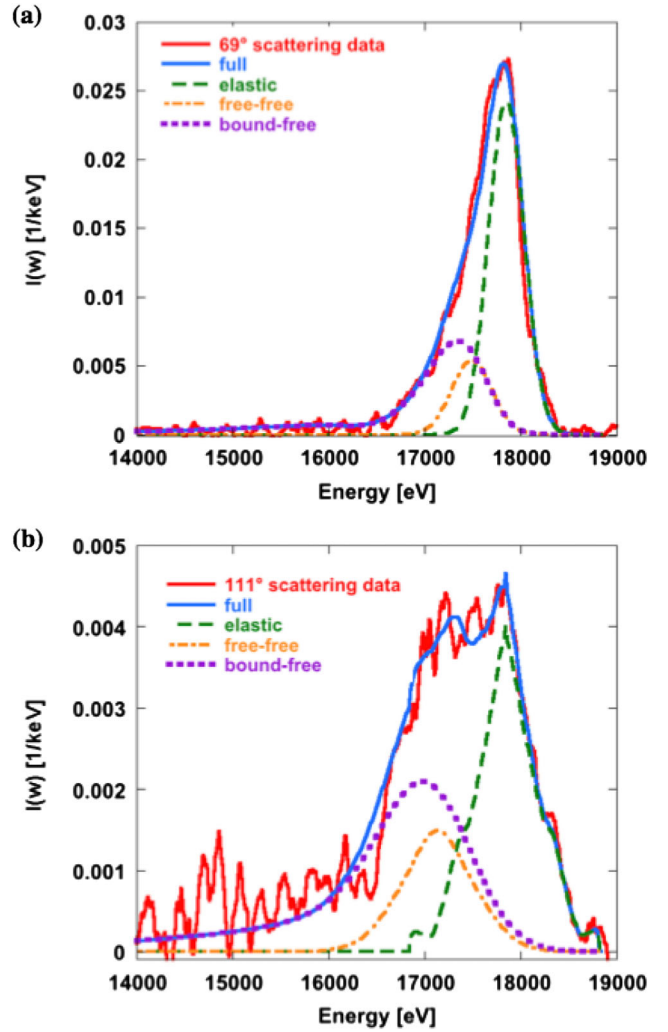 (a)
0.03
0.025
0.02
0.015
0.01
0.005
0
I(w) [1/keV]
69° scattering data
full
elastic
free-free
bound-free
14000 15000 16000 17000 18000 19000
Energy [eV]
(b)
0.005
0.004
0.003
0.002
0.001
0
I(w) [1/keV]
111° scattering data
full
elastic
free-free
bound-free
14000 15000 16000 17000 18000 19000
Energy [eV]